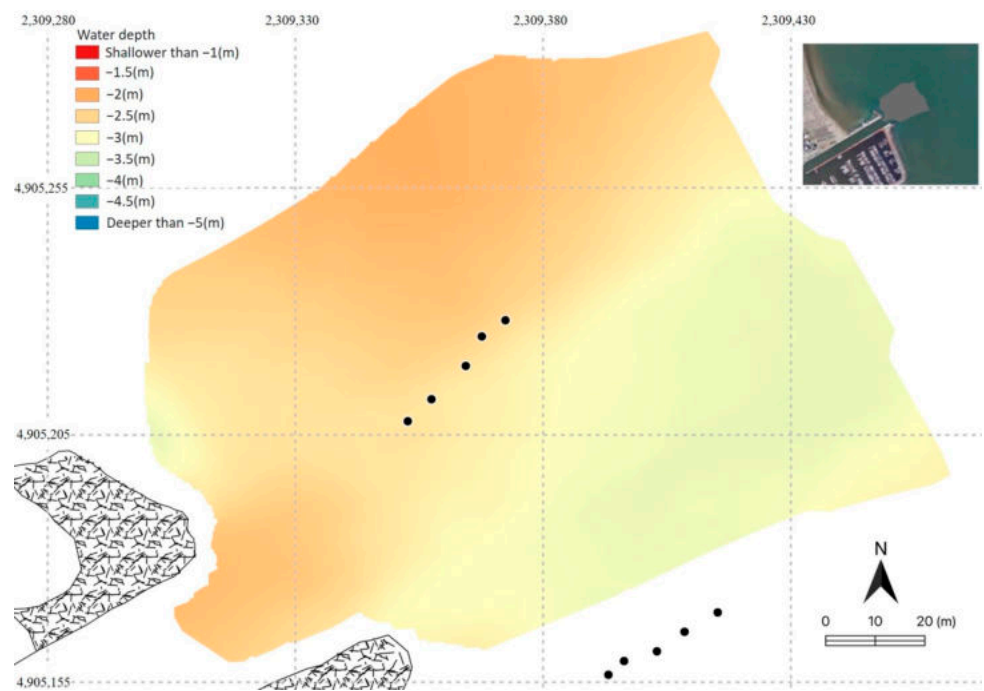 2,309,280
2,309,330
2,309,380
2,309,430
Water depth
Shallower than −1(m)
−1.5(m)
−2(m)
−2.5(m)
−3(m)
−3.5(m)
−4(m)
−4.5(m)
Deeper than −5(m)
4,905,255
4,905,205
4,905,155
N
0 10 20 (m)